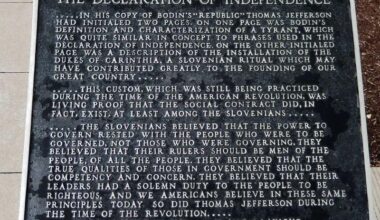 THE DECLARATION OF INDEPENDENCE
.....IN HIS COPY OF BODIN'S "REPUBLIC" THOMAS JEFFERSON
HAD INITIALED TWO PAGES. ON ONE PAGE WAS BODIN'S
DEFINITION AND CHARACTERIZATION OF A TYRANT, WHICH
WAS QUITE SIMILAR IN CONCEPT TO PHRASES USED IN THE
DECLARATION OF INDEPENDENCE. ON THE OTHER INITIALED
PAGE WAS A DESCRIPTION OF THE INSTALLATION OF THE
DUKES OF CARINTHIA, A SLOVENIAN RITUAL WHICH MAY
HAVE CONTRIBUTED GREATLY TO THE FOUNDING OF OUR
GREAT COUNTRY.....
.....THIS CUSTOM, WHICH WAS STILL BEING PRACTICED
DURING THE TIME OF THE AMERICAN REVOLUTION, WAS
LIVING PROOF THAT THE SOCIAL CONTRACT DID, IN
FACT, EXIST, AT LEAST AMONG THE SLOVENIANS.....
.....THE SLOVENIANS BELIEVED THAT THE POWER TO
GOVERN RESTED WITH THE PEOPLE WHO WERE TO BE
GOVERNED, NOT THOSE WHO WERE GOVERNING. THEY
BELIEVED THAT THEIR RULERS SHOULD BE MEN OF THE
PEOPLE, OF ALL THE PEOPLE. THEY BELIEVED THAT THE
TRUE QUALITIES OF THOSE IN GOVERNMENT SHOULD BE
COMPETENCY AND CONCERN. THEY BELIEVED THAT THEIR
LEADERS HAD A SOLEMN DUTY TO THE PEOPLE TO BE
RIGHTEOUS, AND WE AMERICANS BELIEVE IN THESE SAME
PRINCIPLES TODAY. SO DID THOMAS JEFFERSON DURING
THE TIME OF THE REVOLUTION.....